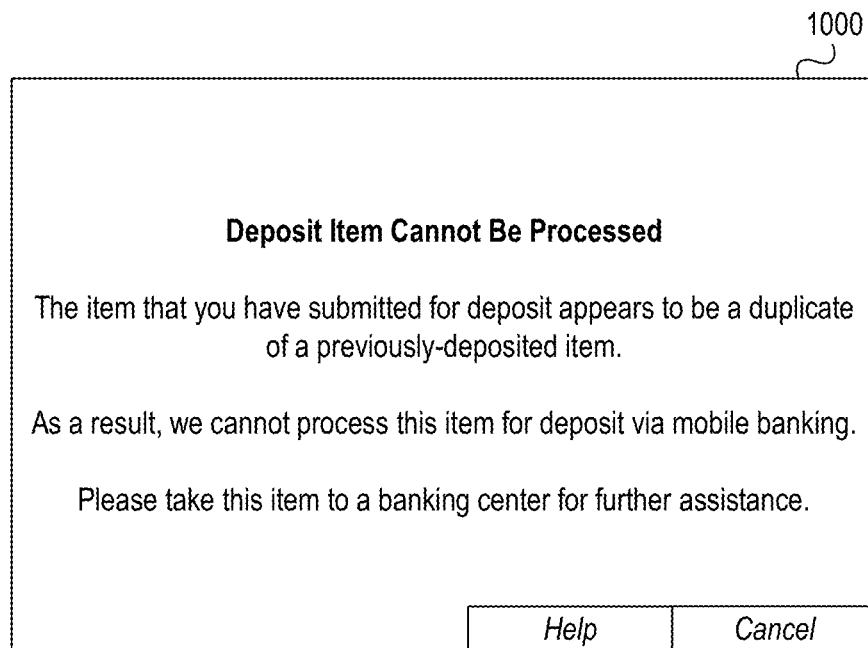 1000
Deposit Item Cannot Be Processed
The item that you have submitted for deposit appears to be a duplicate
of a previously-deposited item.
As a result, we cannot process this item for deposit via mobile banking.
Please take this item to a banking center for further assistance.
Help
Cancel